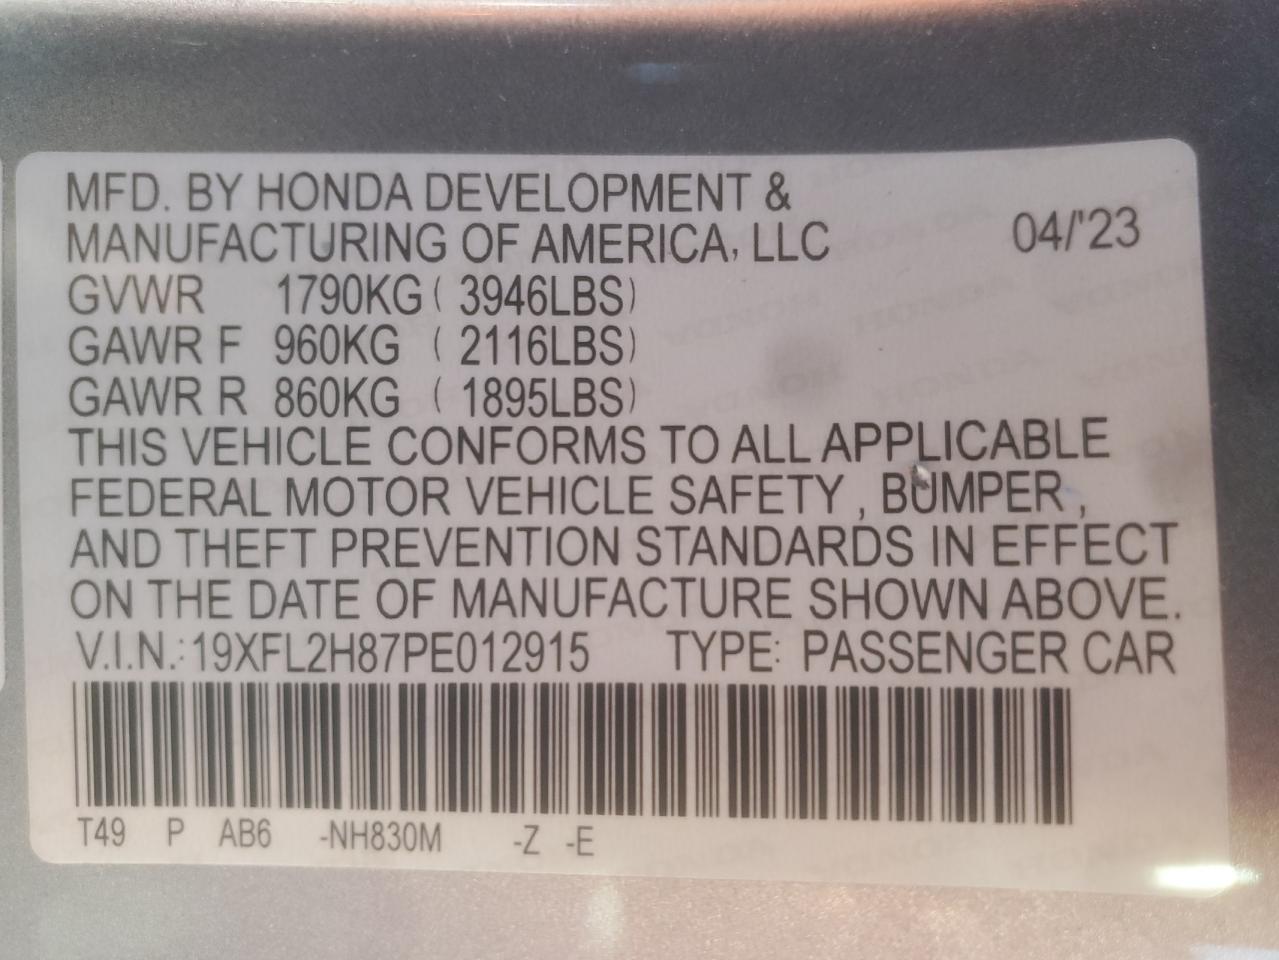 MFD. BY HONDA DEVELOPMENT &
MANUFACTURING OF AMERICA, LLC 04/'23
GVWR 1790KG ( 3946LBS)
GAWR F 960KG ( 2116LBS)
GAWR R 860KG ( 1895LBS)
THIS VEHICLE CONFORMS TO ALL APPLICABLE
FEDERAL MOTOR VEHICLE SAFETY , BUMPER ,
AND THEFT PREVENTION STANDARDS IN EFFECT
ON THE DATE OF MANUFACTURE SHOWN ABOVE.
V.I.N.: 19XFL2H87PE012915 TYPE: PASSENGER CAR
T49 P AB6 -NH830M -Z -E